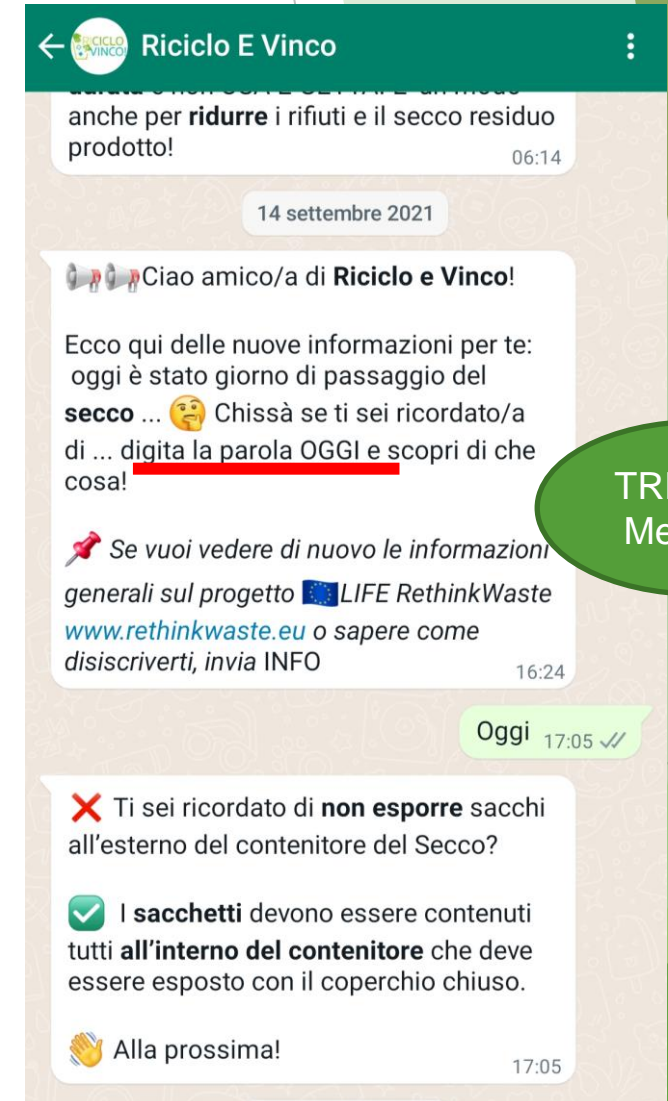 RICICLO
VINCO!
Riciclo E Vinco
anche per ridurre i rifiuti e il secco residuo
prodotto!
06:14
14 settembre 2021
Ciao amico/a di Riciclo e Vinco!
Ecco qui delle nuove informazioni per te:
oggi è stato giorno di passaggio del
secco ... 🤔 Chissà se ti sei ricordato/a
di ... digita la parola OGGI e scopri di che
cosa!
📌 Se vuoi vedere di nuovo le informazioni
generali sul progetto 🇪🇺LIFE RethinkWaste
www.rethinkwaste.eu o sapere come
disiscriverti, invia INFO
16:24
Oggi 17:05
❌ Ti sei ricordato di non esporre sacchi
all'esterno del contenitore del Secco?
✅ I sacchetti devono essere contenuti
tutti all'interno del contenitore che deve
essere esposto con il coperchio chiuso.
👋 Alla prossima!
17:05
Me